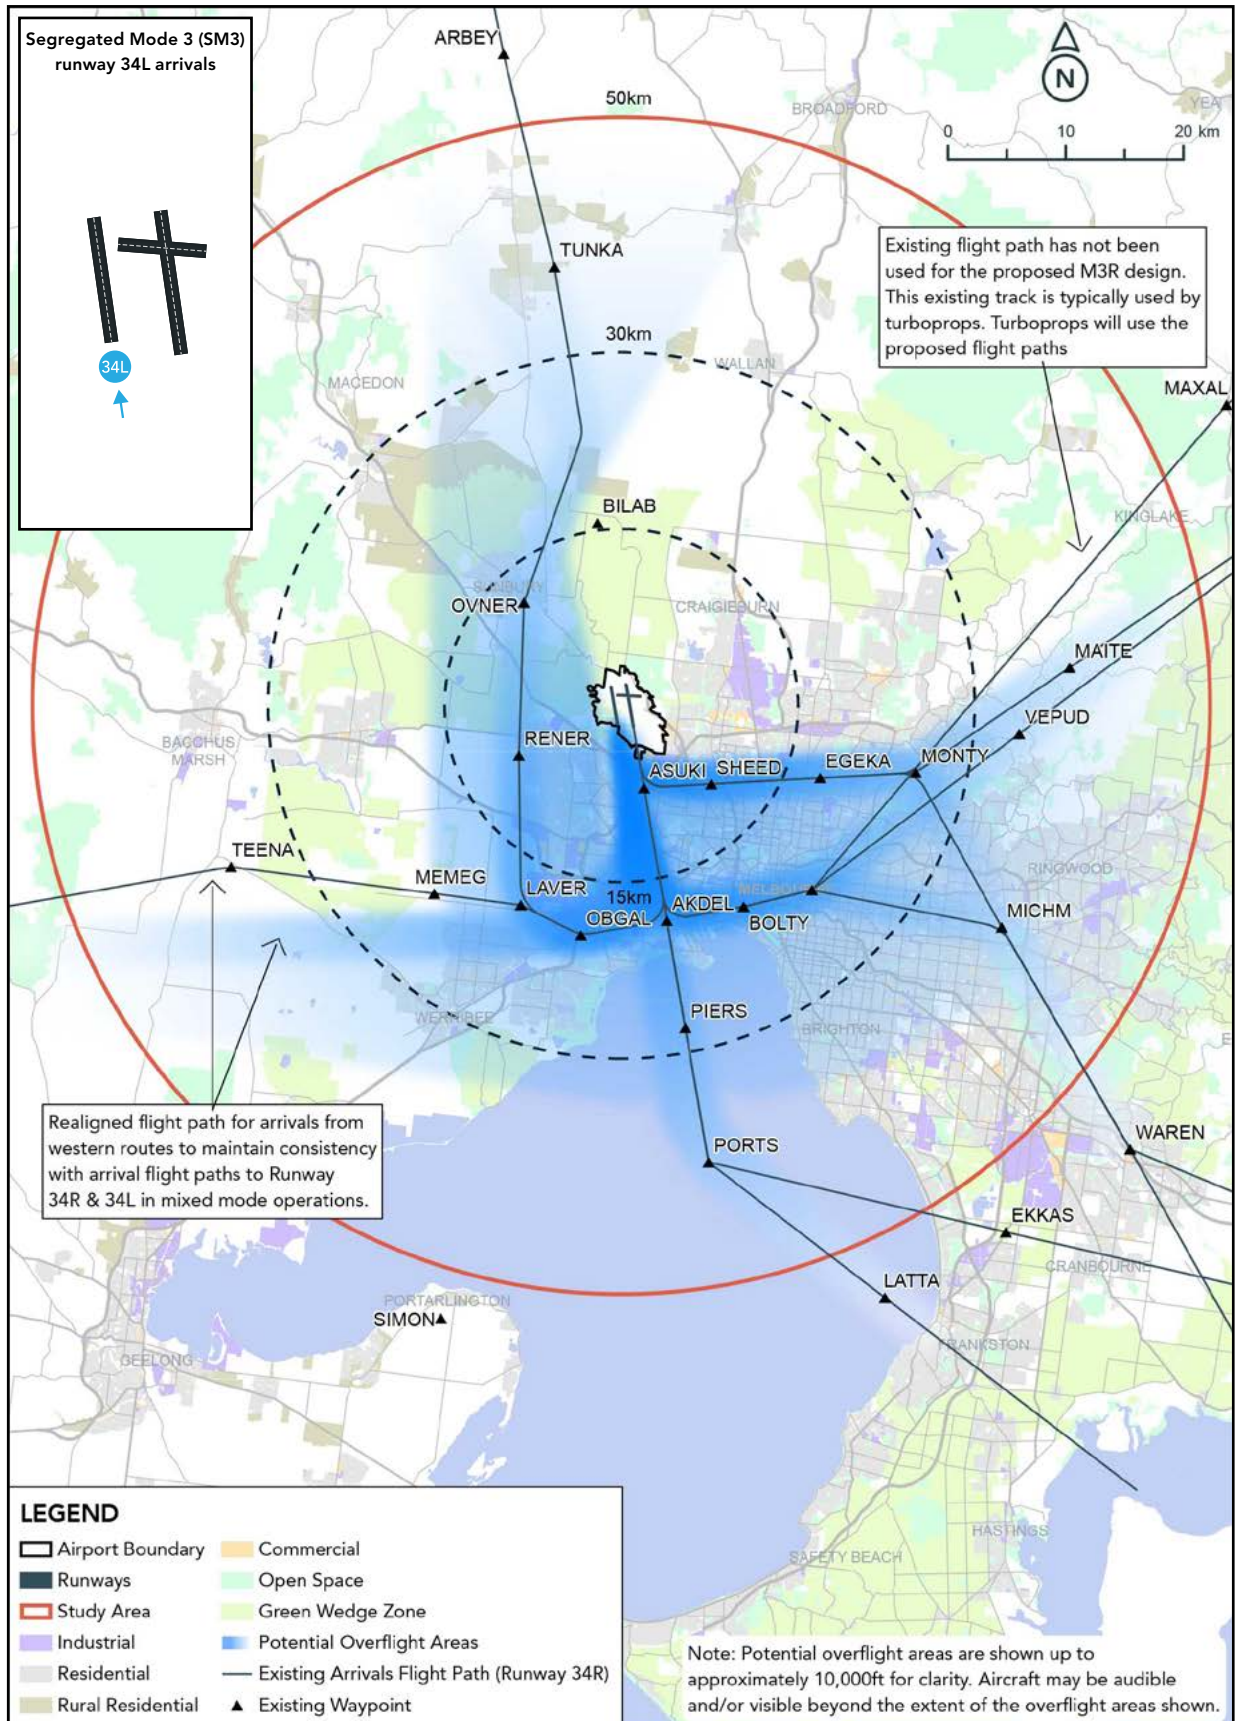 Segregated Mode 3 (SM3)
runway 34L arrivals
34L
ARBEY
50km
BROADFORD
N
YEA
0 10 20 km
TUNKA
Existing flight path has not been
used for the proposed M3R design.
This existing track is typically used by
turboprops. Turboprops will use the
proposed flight paths
30km
WALLAN
MACEDON
MAXAL
BILAB
KINGLAKE
SUNBURY
OVNER
CRAIGIEBURN
MAITE
VEPUD
RENER
BACCHUS
MARSH
ASUKI
SHEED
EGEKA
MONTY
TEENA
MEMEG
LAVER
15km
OBGAL
AKDEL
MELBOURNE
BOLTY
RINGWOOD
MICHM
WERRIBEE
PIERS
BRIGHTON
Realigned flight path for arrivals from
western routes to maintain consistency
with arrival flight paths to Runway
34R & 34L in mixed mode operations.
PORTS
WAREN
EKKAS
CRANBOURNE
LATTA
PORTARLINGTON
SIMON
FRANKSTON
GEELONG
HASTINGS
SAFETY BEACH
LEGEND
Airport Boundary
Runways
Study Area
Industrial
Residential
Rural Residential
Commercial
Open Space
Green Wedge Zone
Potential Overflight Areas
Existing Arrivals Flight Path (Runway 34R)
Existing Waypoint
Note: Potential overflight areas are shown up to
approximately 10,000ft for clarity. Aircraft may be audible
and/or visible beyond the extent of the overflight areas shown.